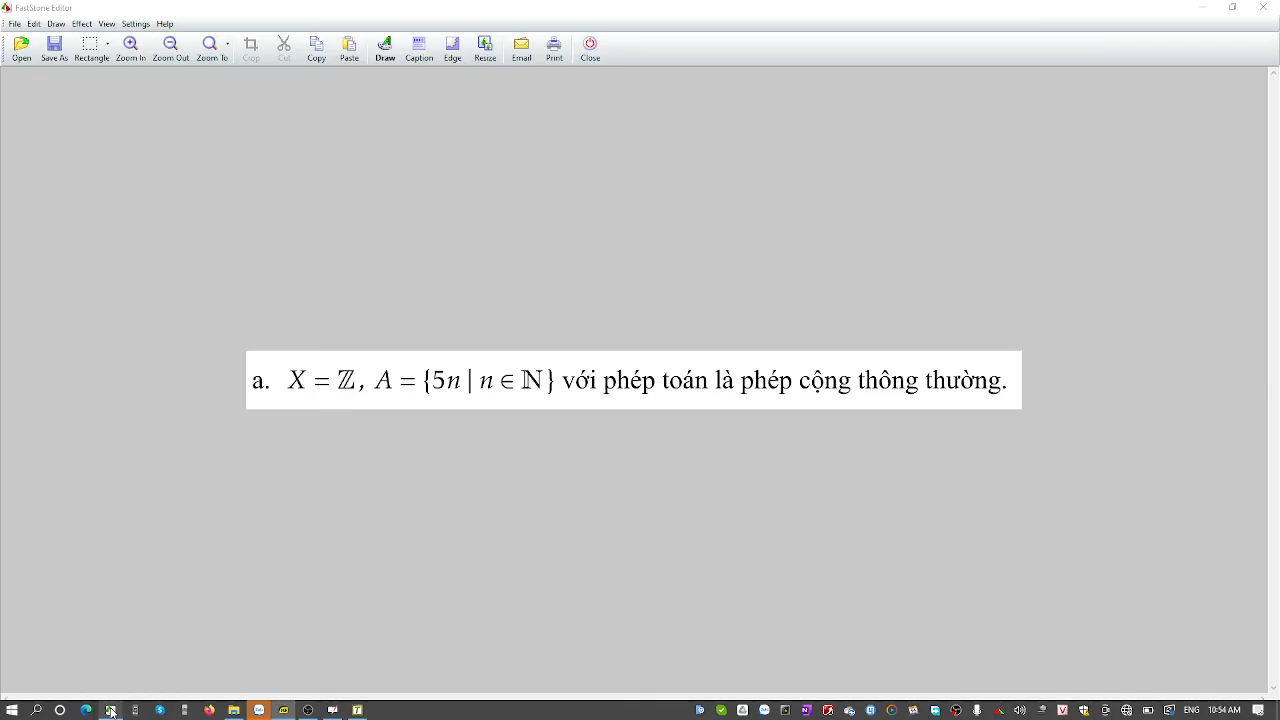 FastStone Editor
File Edit Draw Effect View Settings Help
Open Save As Rectangle Zoom In Zoom Out Zoom To Crop Cut Copy Paste Draw Caption Edge Resize Email Print Close
a. X = ℤ, A = {5n | n ∈ ℕ} với phép toán là phép cộng thông thường.
ENG 10:54 AM